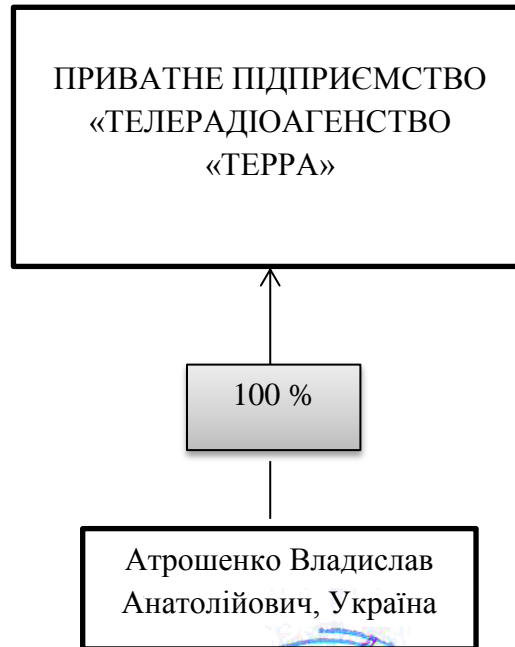 ПРИВАТНЕ ПІДПРИЄМСТВО
«ТЕЛЕРАДІОАГЕНСТВО
«ТЕРРА»
100 %
Атрошенко Владислав
Анатолійович, Україна